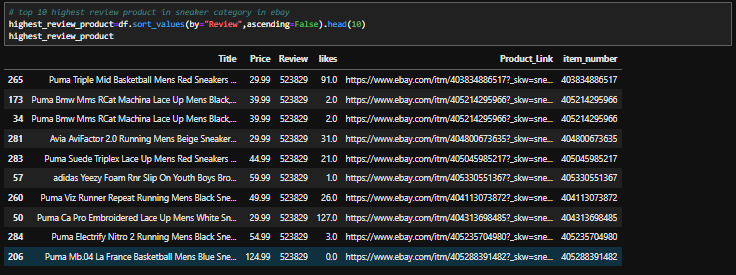 # top 10 highest review product in sneaker category in ebay
highest_review_product=df.sort_values(by="Review",ascending=False).head(10)
highest_review_product
Title Price Review likes Product_Link item_number
265 Puma Triple Mid Basketball Mens Red Sneakers ... 29.99 523829 91.0 https://www.ebay.com/itm/403834886517?_skw=sne... 403834886517
173 Puma Bmw Mms RCat Machina Lace Up Mens Black,... 39.99 523829 2.0 https://www.ebay.com/itm/405214295966?_skw=sne... 405214295966
34 Puma Bmw Mms RCat Machina Lace Up Mens Black,... 39.99 523829 2.0 https://www.ebay.com/itm/405214295966?_skw=sne... 405214295966
281 Avia AviFactor 2.0 Running Mens Beige Sneaker... 29.99 523829 31.0 https://www.ebay.com/itm/404800673635?_skw=sne... 404800673635
283 Puma Suede Triplex Lace Up Mens Red Sneakers ... 44.99 523829 21.0 https://www.ebay.com/itm/405045985217?_skw=sne... 405045985217
57 adidas Yeezy Foam Rnr Slip On Youth Boys Bro... 59.99 523829 1.0 https://www.ebay.com/itm/405330551367?_skw=sne... 405330551367
260 Puma Viz Runner Repeat Running Mens Black Sne... 49.99 523829 26.0 https://www.ebay.com/itm/404113073872?_skw=sne... 404113073872
50 Puma Ca Pro Embroidered Lace Up Mens White Sn... 29.99 523829 127.0 https://www.ebay.com/itm/404313698485?_skw=sne... 404313698485
284 Puma Electrify Nitro 2 Running Mens Black Sne... 54.99 523829 3.0 https://www.ebay.com/itm/405235704980?_skw=sne... 405235704980
206 Puma Mb.04 La France Basketball Mens Blue Sne... 124.99 523829 0.0 https://www.ebay.com/itm/405288391482?_skw=sne... 405288391482